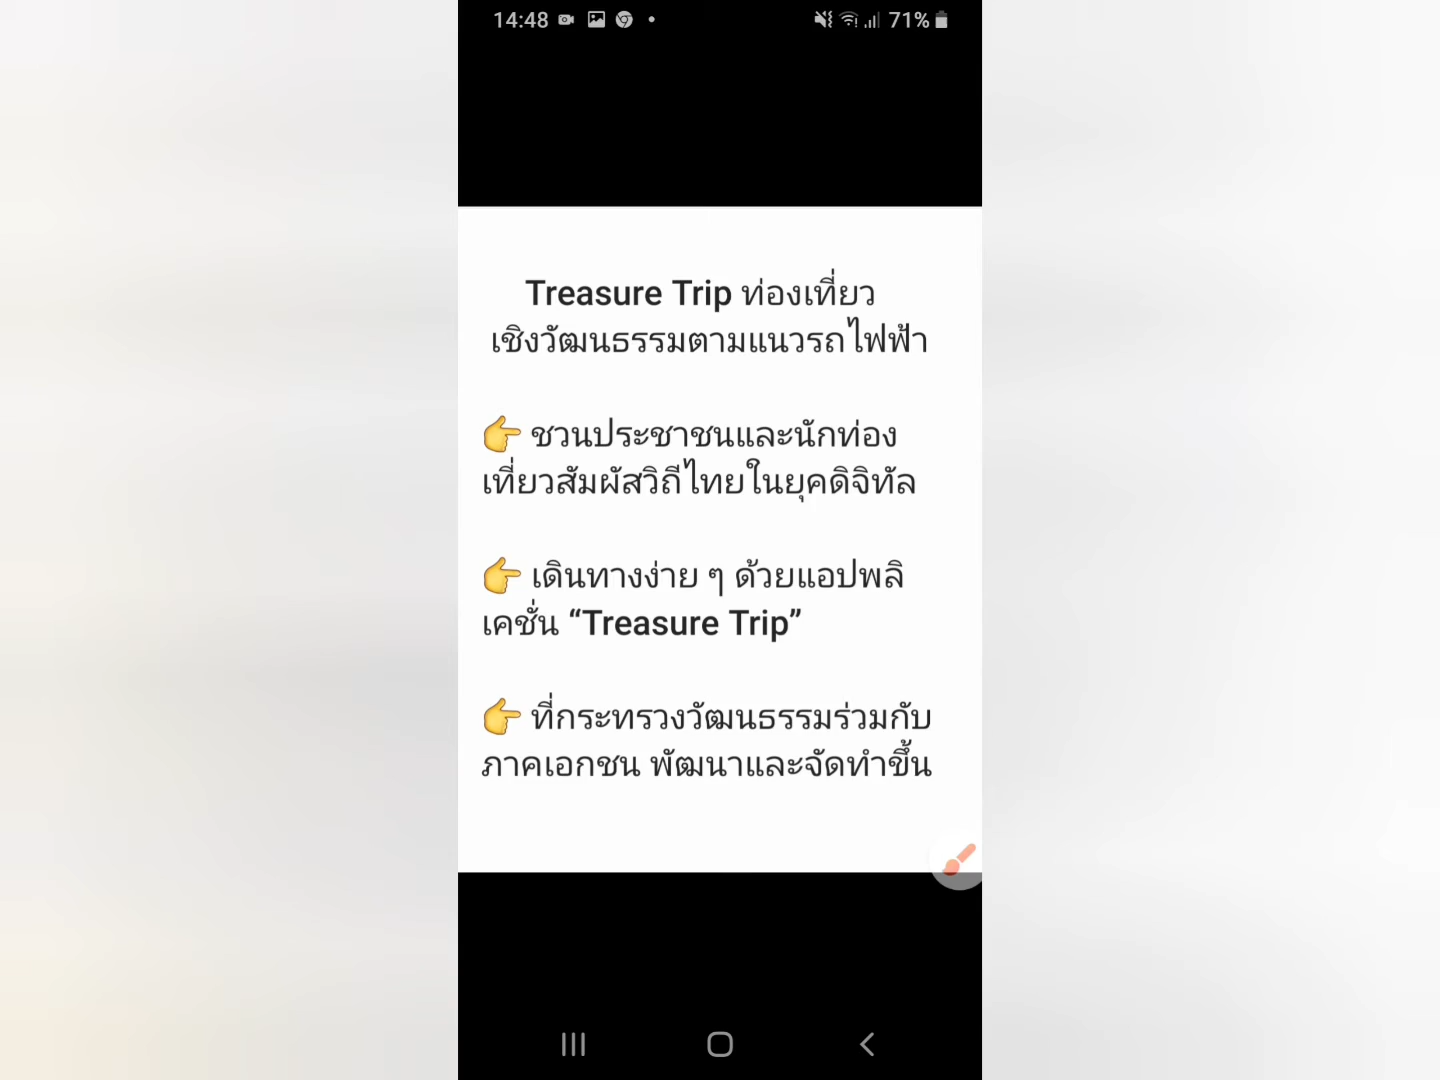 14:48
71%
Treasure Trip ท่องเที่ยว
เชิงวัฒนธรรมตามแนวรถไฟฟ้า
👉 ชวนประชาชนและนักท่อง
เที่ยวสัมผัสวิถีไทยในยุคดิจิทัล
👉 เดินทางง่าย ๆ ด้วยแอปพลิ
เคชั่น “Treasure Trip”
👉 ที่กระทรวงวัฒนธรรมร่วมกับ
ภาคเอกชน พัฒนาและจัดทำขึ้น